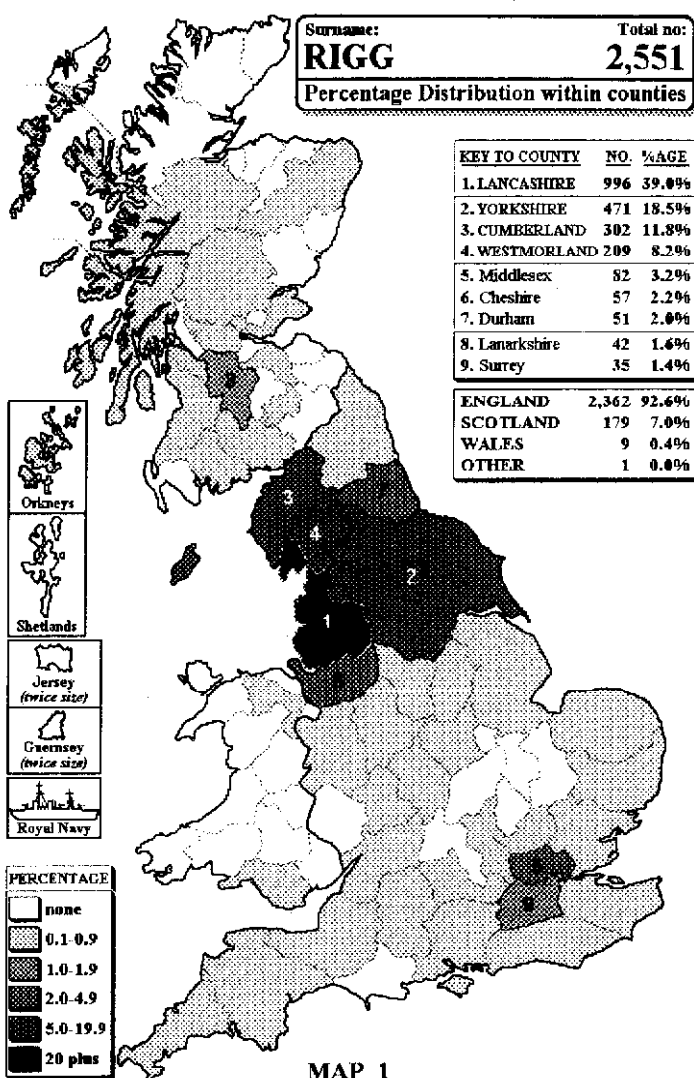 Surname: Total no:
RIGG 2,551
Percentage Distribution within counties
KEY TO COUNTY NO. %AGE
1. LANCASHIRE 996 39.0%
2. YORKSHIRE 471 18.5%
3. CUMBERLAND 302 11.8%
4. WESTMORLAND 209 8.2%
5. Middlesex 82 3.2%
6. Cheshire 57 2.2%
7. Durham 51 2.0%
8. Lanarkshire 42 1.6%
9. Surrey 35 1.4%
ENGLAND 2,362 92.6%
SCOTLAND 179 7.0%
WALES 9 0.4%
OTHER 1 0.0%
3
4
2
1
Orkneys
Shetlands
Jersey
(twice size)
Guernsey
(twice size)
Royal Navy
PERCENTAGE
none
0.1-0.9
1.0-1.9
2.0-4.9
5.0-19.9
20 plus
MAP 1